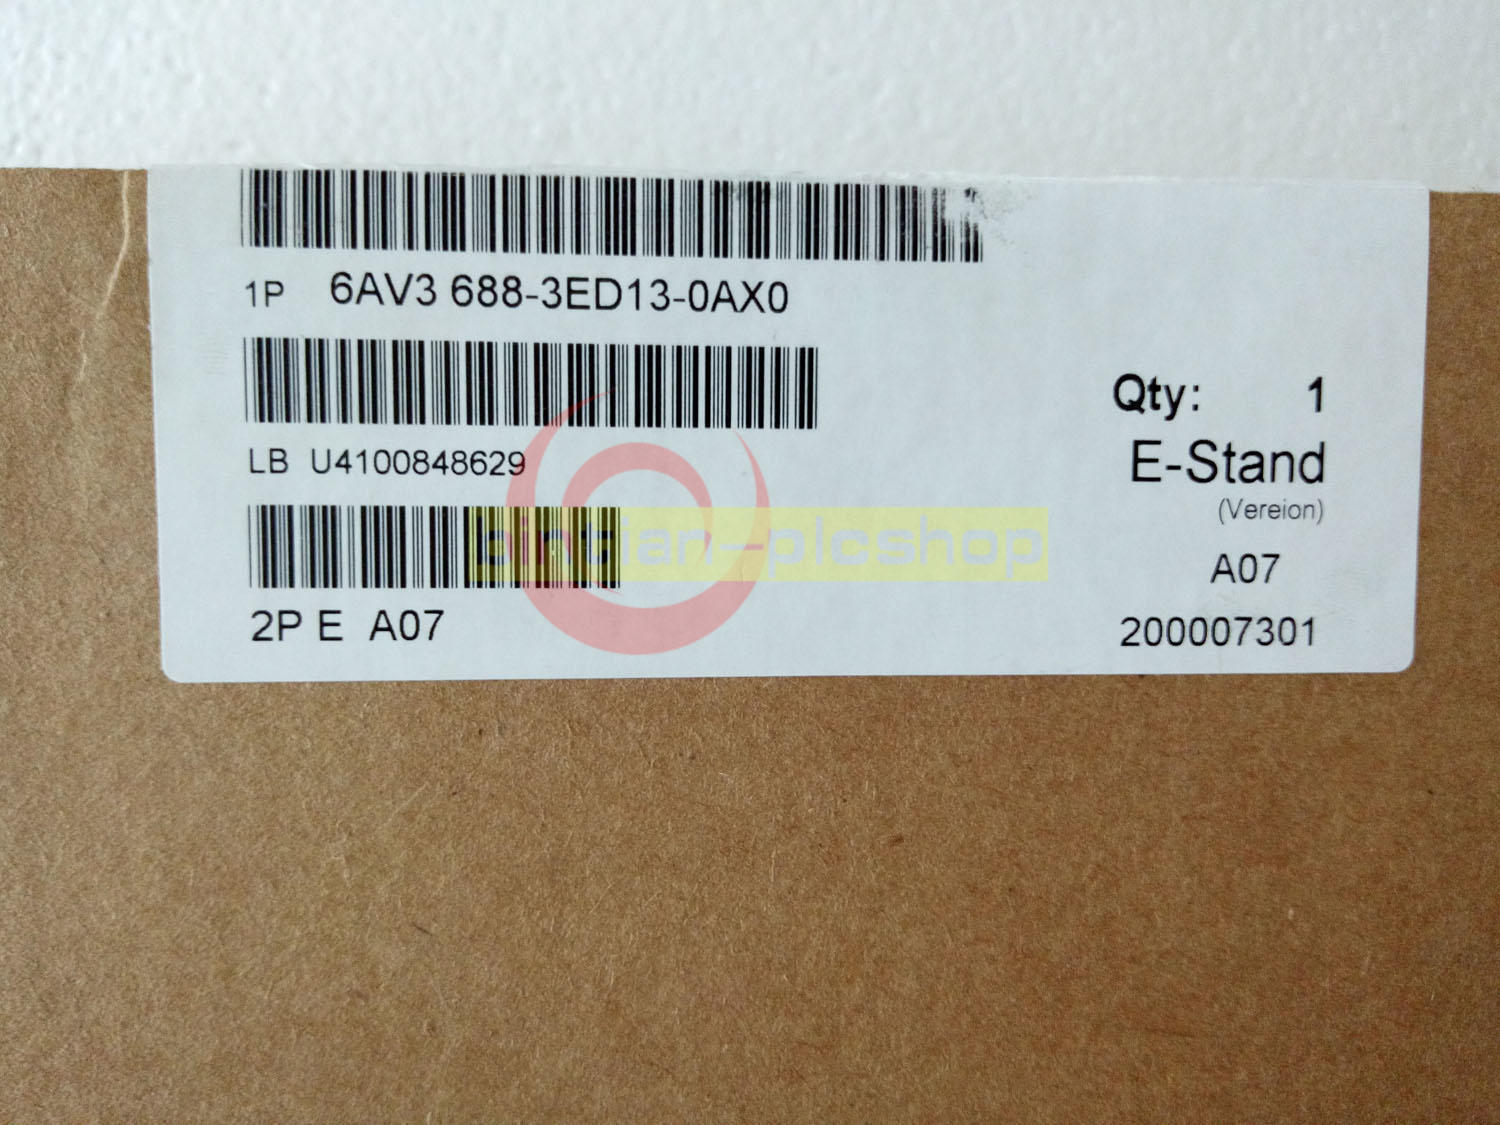 1P 6AV3 688-3ED13-0AX0
LB U4100848629
2P E A07
Qty: 1
E-Stand
(Vereion)
A07
200007301
bintian-plcshop